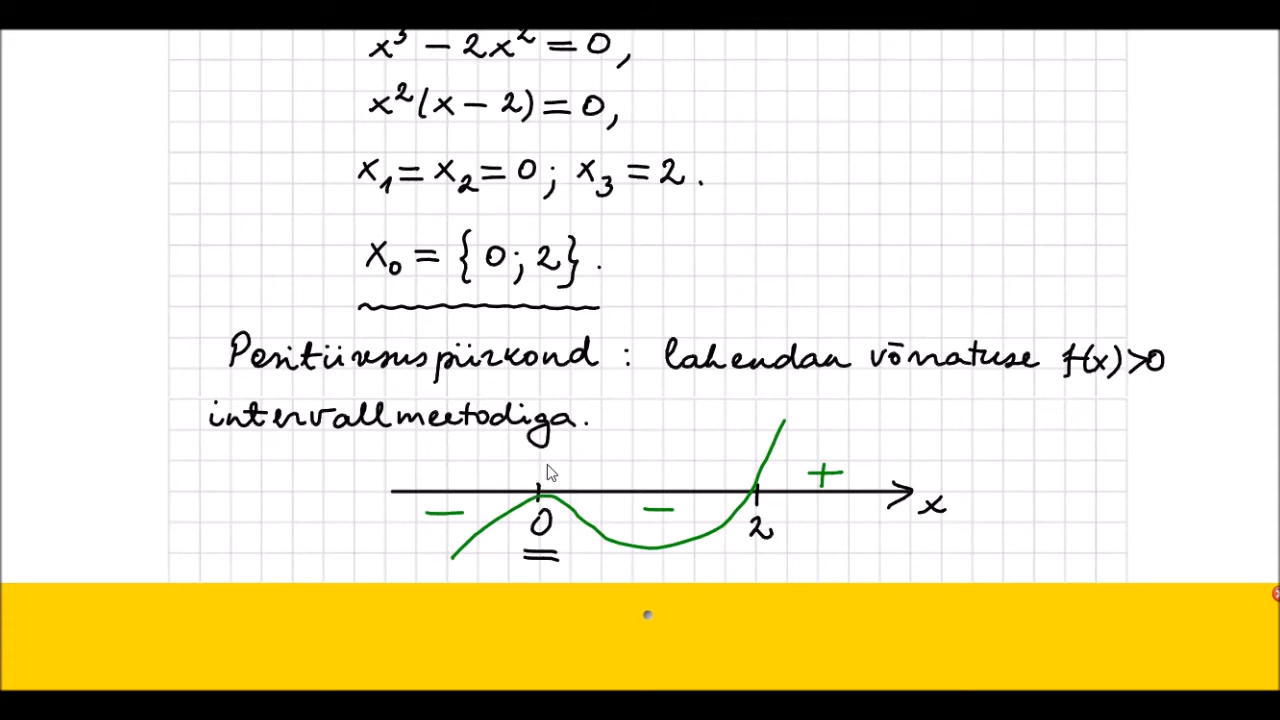 x³ − 2x² = 0,
x²(x − 2) = 0,
x₁ = x₂ = 0; x₃ = 2.
X₀ = {0; 2}.
Positiivsuspiirkond : lahendan võrratuse f(x)>0
intervallmeetodiga.
− 0 − 2 + x